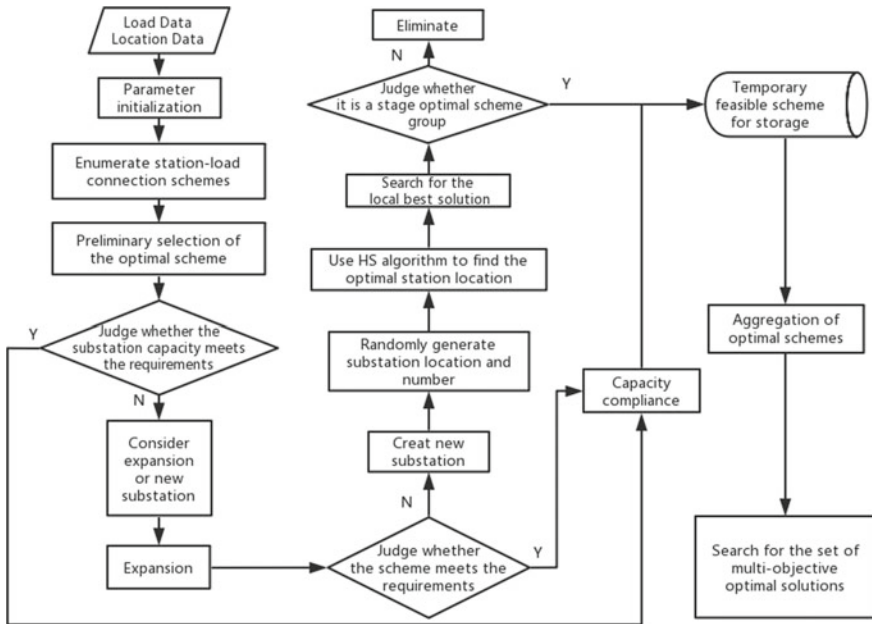 Load Data
Location Data
Parameter
initialization
Enumerate station-load
connection schemes
Preliminary selection of
the optimal scheme
Y
Judge whether the
substation capacity meets
the requirements
N
Consider
expansion
or new
substation
Expansion
Judge whether
the scheme meets the
requirements
N
Y
Creat new
substation
Randomly generate
substation location and
number
Use HS algorithm to find the
optimal station location
Search for the
local best solution
Judge whether
it is a stage optimal scheme
group
N
Y
Eliminate
Capacity
compliance
Temporary
feasible scheme
for storage
Aggregation of
optimal schemes
Search for the set of
multi-objective
optimal solutions